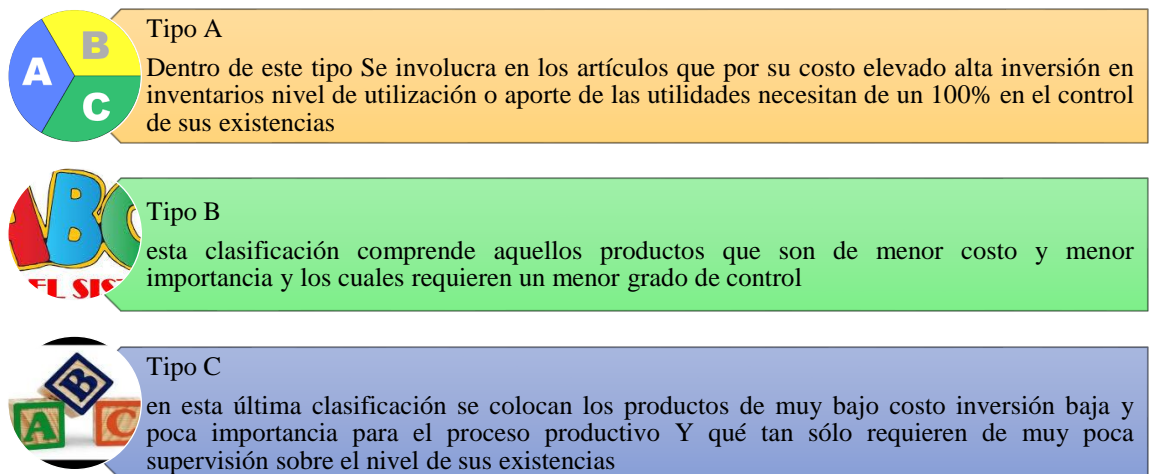 A
B
C
Tipo A
Dentro de este tipo Se involucra en los artículos que por su costo elevado alta inversión en
inventarios nivel de utilización o aporte de las utilidades necesitan de un 100% en el control
de sus existencias
ABC
EL SIS
Tipo B
esta clasificación comprende aquellos productos que son de menor costo y menor
importancia y los cuales requieren un menor grado de control
B
A
C
Tipo C
en esta última clasificación se colocan los productos de muy bajo costo inversión baja y
poca importancia para el proceso productivo Y qué tan sólo requieren de muy poca
supervisión sobre el nivel de sus existencias